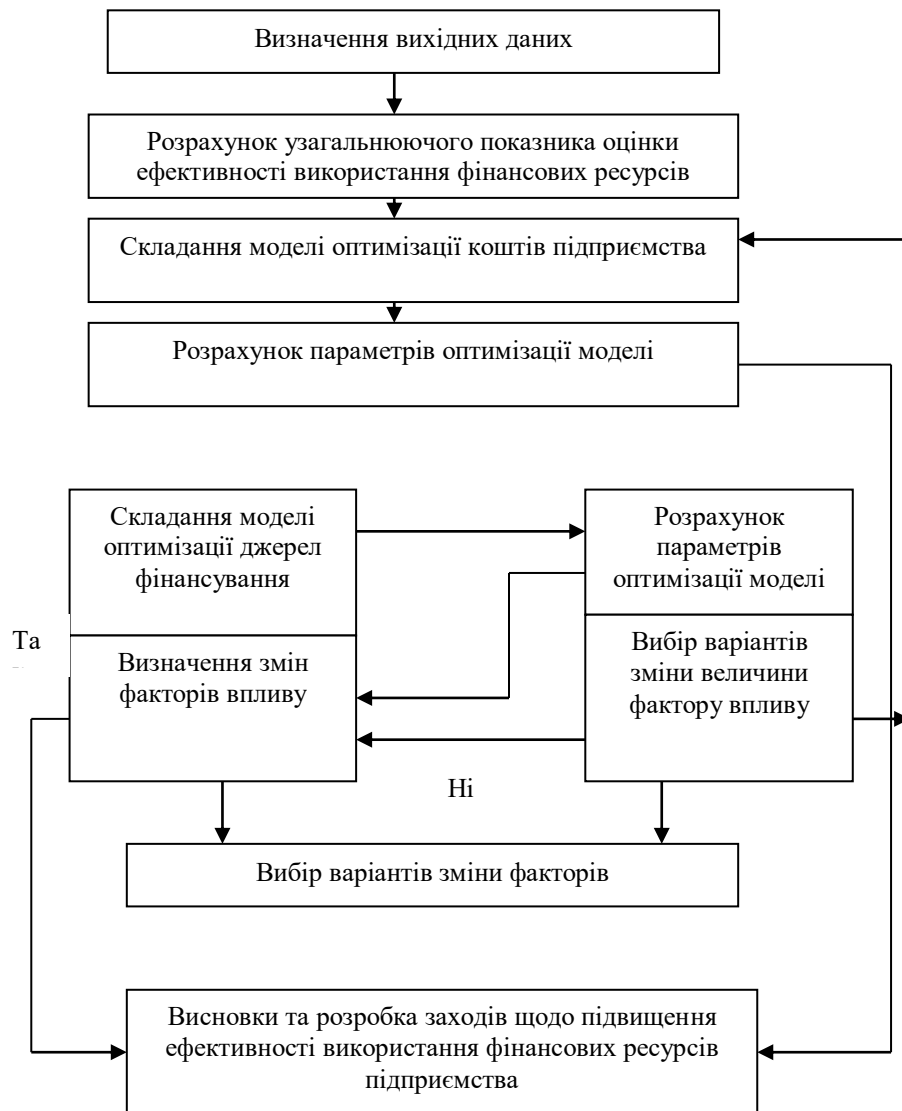 Визначення вихідних даних
Розрахунок узагальнюючого показника оцінки
ефективності використання фінансових ресурсів
Складання моделі оптимізації коштів підприємства
Розрахунок параметрів оптимізації моделі
Складання моделі
оптимізації джерел
фінансування
Розрахунок
параметрів
оптимізації моделі
Та
Визначення змін
факторів впливу
Вибір варіантів
зміни величини
фактору впливу
Ні
Вибір варіантів зміни факторів
Висновки та розробка заходів щодо підвищення
ефективності використання фінансових ресурсів
підприємства